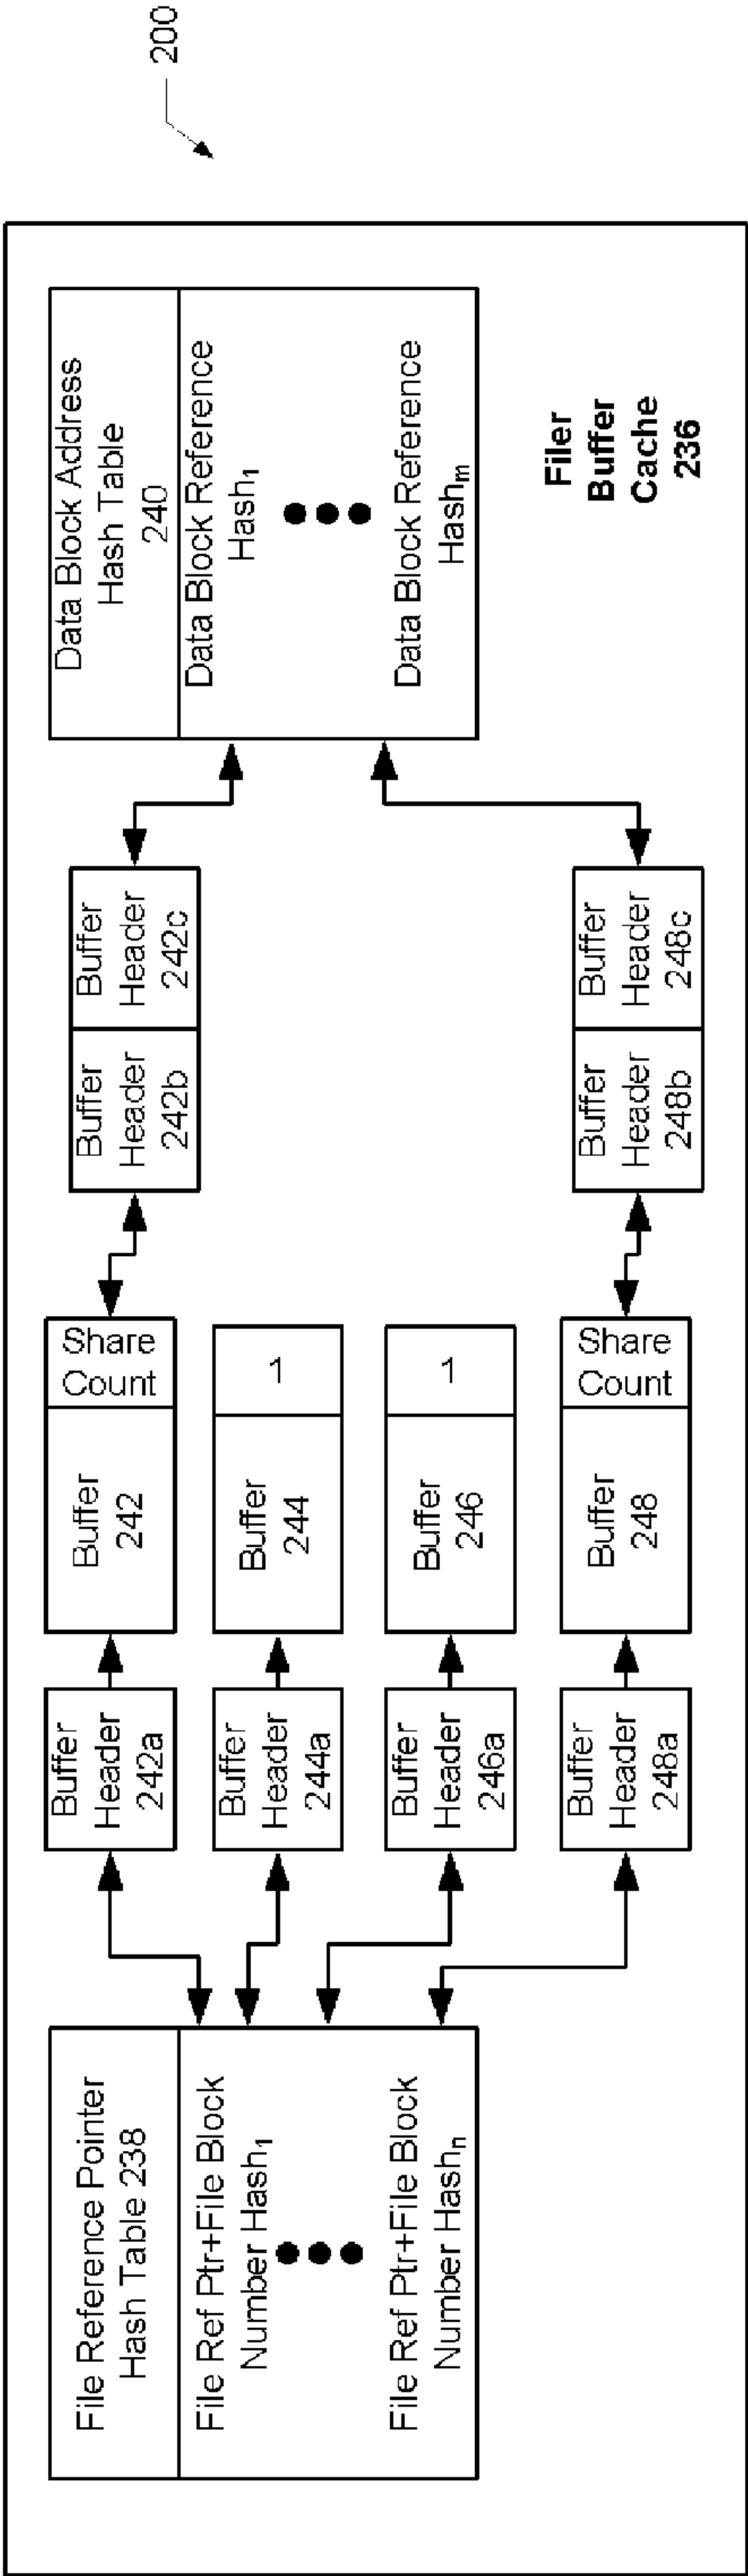 200
File Reference Pointer
Hash Table 238
File Ref Ptr+File Block
Number Hash1
File Ref Ptr+File Block
Number Hashn
Buffer
Header
242a
Buffer
242
Share
Count
Buffer
Header
242b
Buffer
Header
242c
Buffer
Header
244a
Buffer
244
1
Buffer
Header
246a
Buffer
246
1
Buffer
Header
248a
Buffer
248
Share
Count
Buffer
Header
248b
Buffer
Header
248c
Data Block Address
Hash Table
240
Data Block Reference
Hash1
Data Block Reference
Hashm
Filer
Buffer
Cache
236